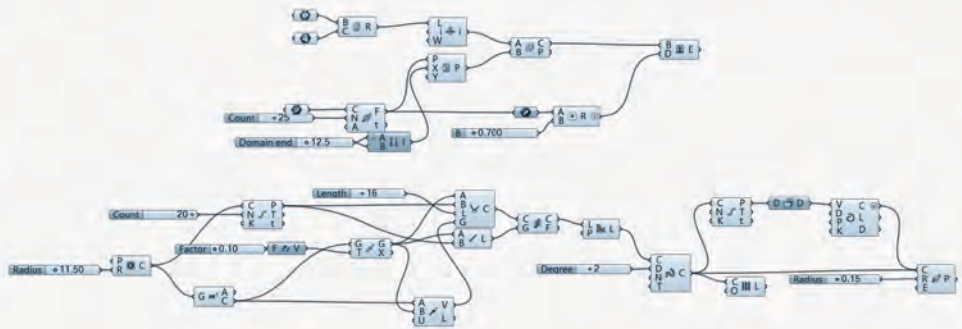 B C R
L i W i
A B C P
B D E
P X Y P
C N A F t
Count 25
A B R
B 0.700
Domain end 12.5
A B I
Length 16
A B L G C
C N K P T t
Count 20
A B L
C G C F
L P L
Factor 0.10
F V
G T G X
Radius 11.50
P R C
G A C
A B U V L
Degree 2
C D N T C
C N K P T t
D D
V D P K C L D
C O L
Radius 0.15
C R E P